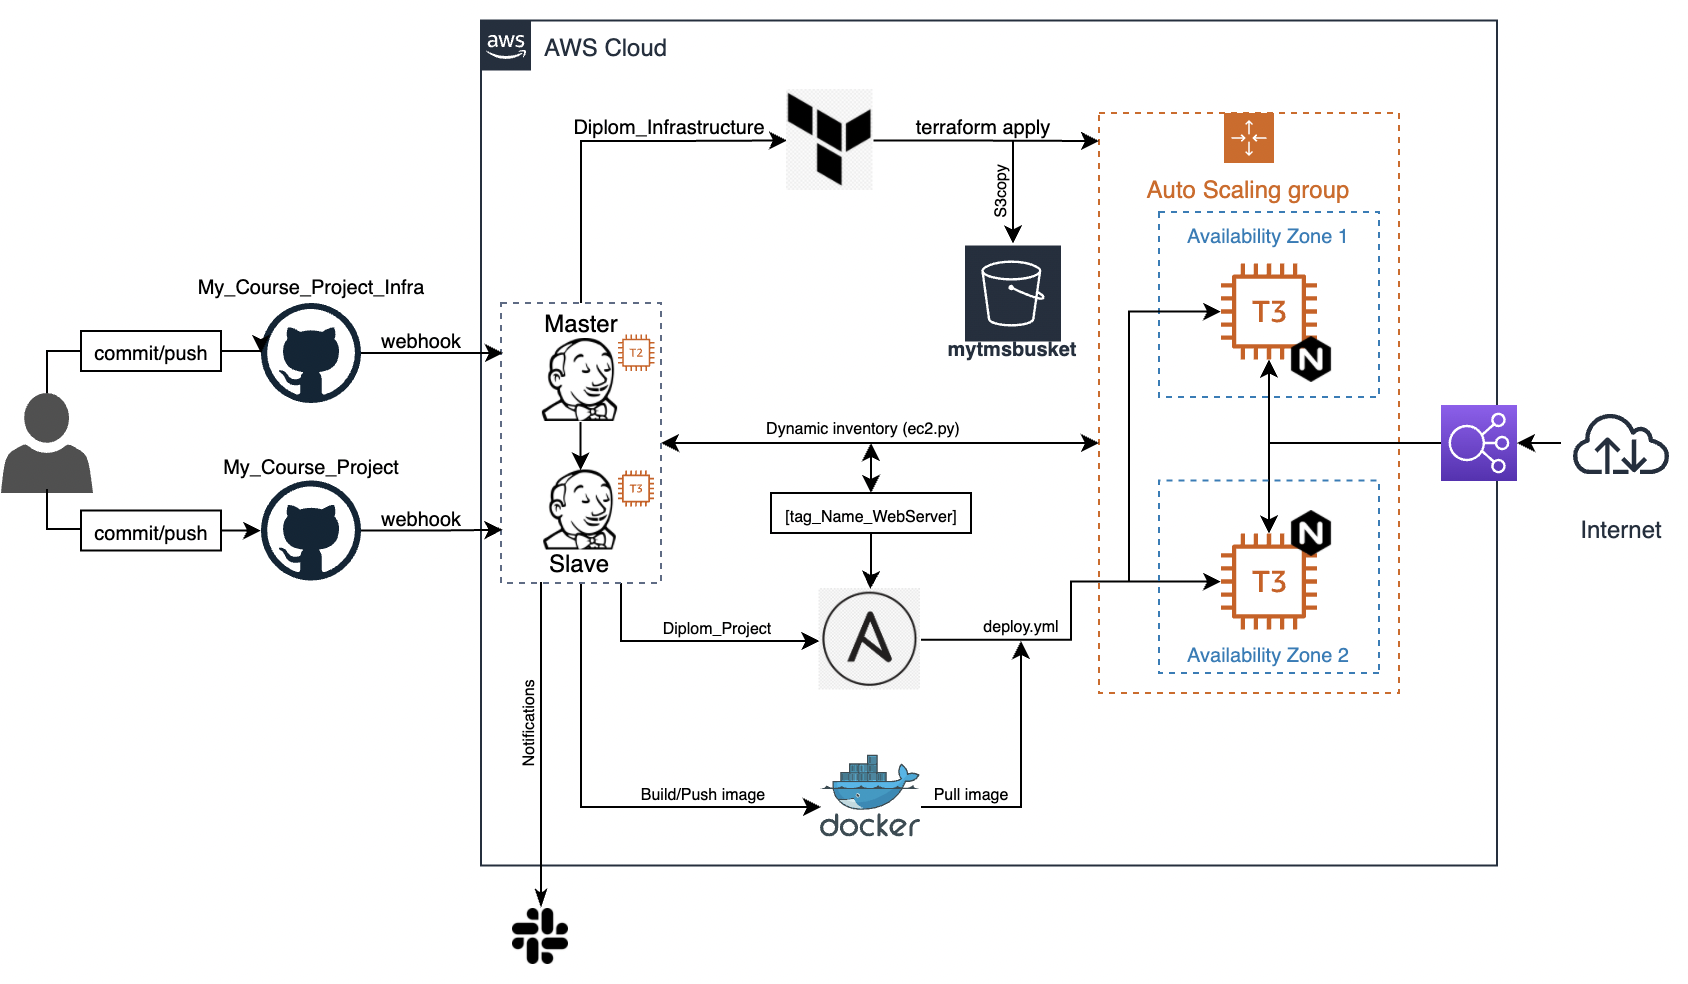 aws
AWS Cloud
Diplom_Infrastructure
terraform apply
S3copy
Auto Scaling group
Availability Zone 1
T3
N
mytmsbusket
My_Course_Project_Infra
commit/push
webhook
Master
T2
Dynamic inventory (ec2.py)
My_Course_Project
commit/push
webhook
T3
Slave
[tag_Name_WebServer]
Internet
N
T3
Availability Zone 2
Diplom_Project
A
deploy.yml
Notifications
Build/Push image
docker
Pull image